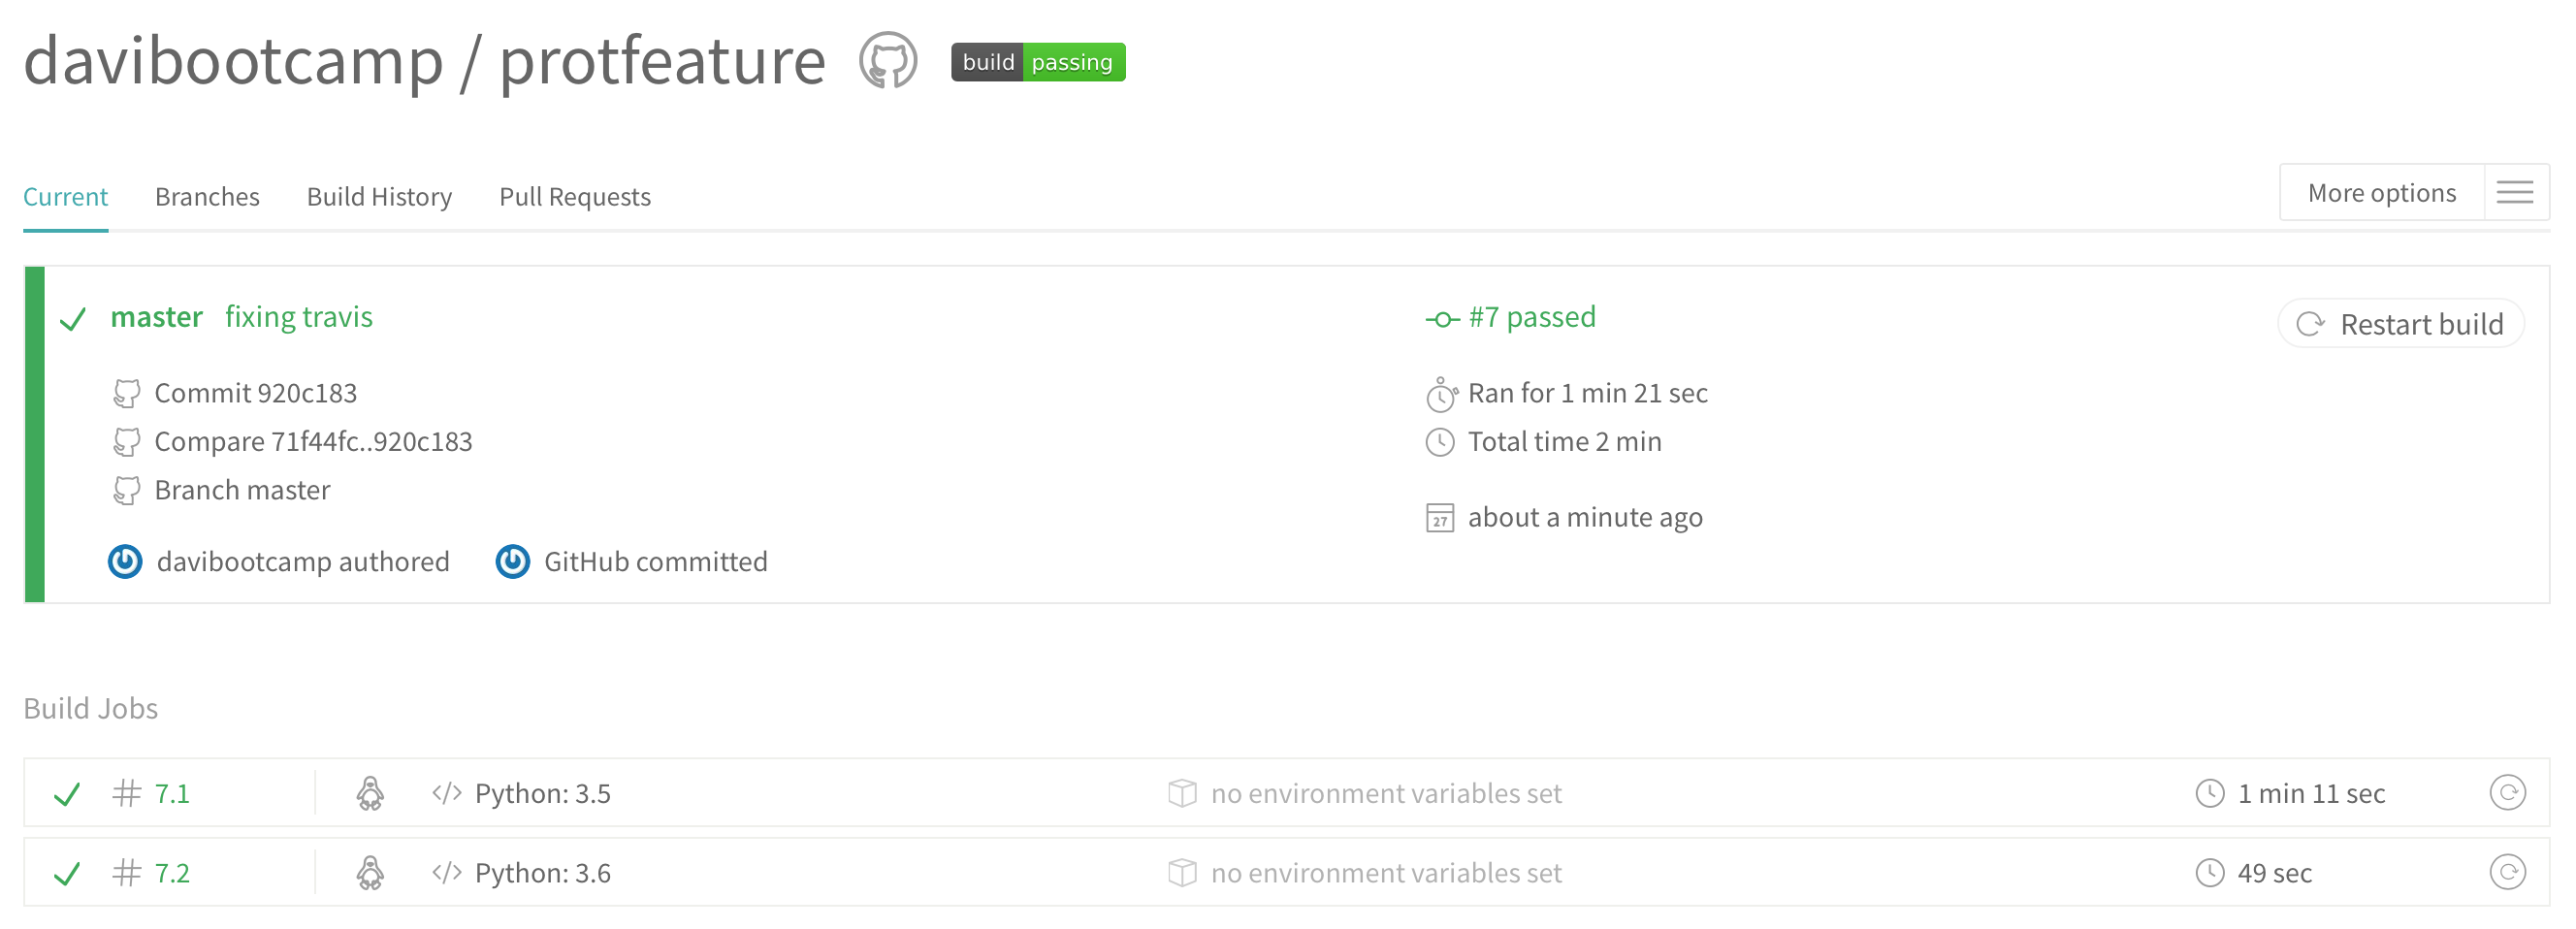 davibootcamp / protfeature build passing
Current Branches Build History Pull Requests More options
master fixing travis
Commit 920c183
Compare 71f44fc..920c183
Branch master
davibootcamp authored GitHub committed
#7 passed
Ran for 1 min 21 sec
Total time 2 min
27 about a minute ago
Restart build
Build Jobs
# 7.1 </> Python: 3.5 no environment variables set 1 min 11 sec
# 7.2 </> Python: 3.6 no environment variables set 49 sec